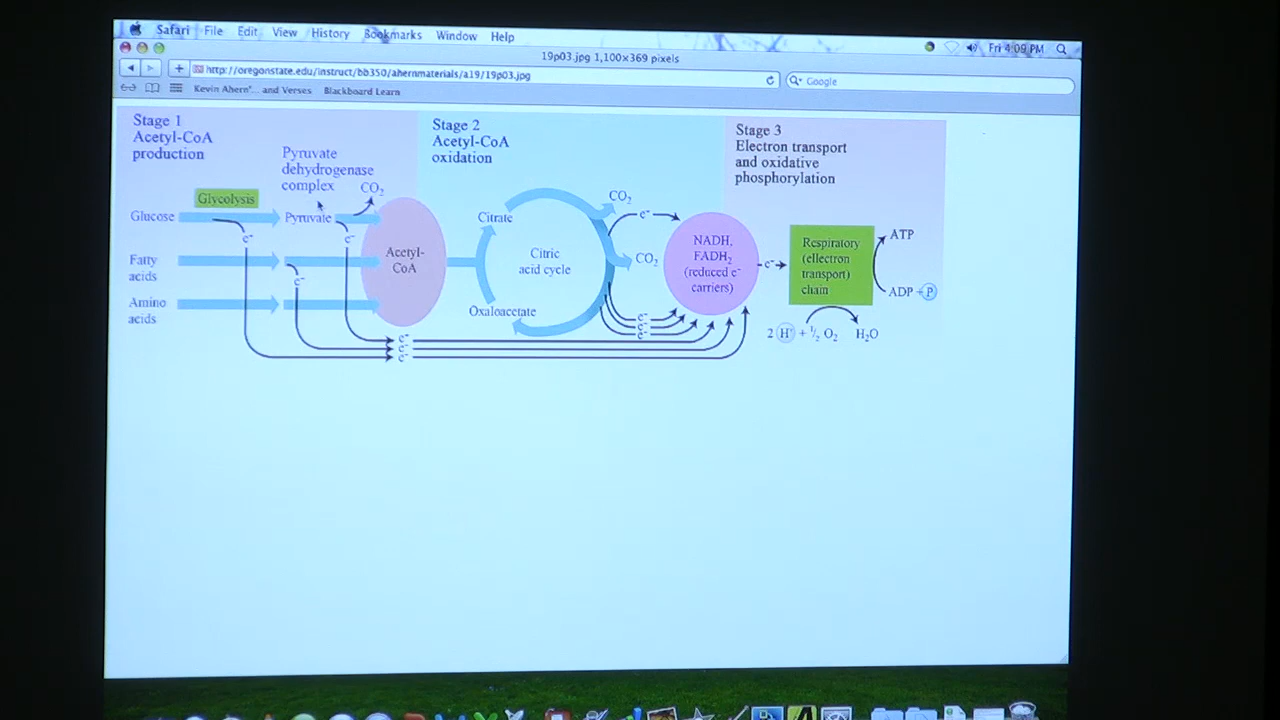 Safari File Edit View History Bookmarks Window Help
Fri 4:09 PM
19p03.jpg 1,100×369 pixels
http://oregonstate.edu/instruct/bb350/ahernmaterials/a19/19p03.jpg
Google
Kevin Ahern'... and Verses Blackboard Learn
Stage 1
Acetyl-CoA
production
Pyruvate
dehydrogenase
complex
CO₂
Glycolysis
Glucose
Pyruvate
e⁻
e⁻
Fatty
acids
e⁻
Amino
acids
Acetyl-
CoA
e⁻
e⁻
e⁻
Stage 2
Acetyl-CoA
oxidation
Citrate
Citric
acid cycle
Oxaloacetate
CO₂
e⁻
CO₂
e⁻
e⁻
e⁻
NADH,
FADH₂
(reduced e⁻
carriers)
Stage 3
Electron transport
and oxidative
phosphorylation
e⁻
Respiratory
(ellectron
transport)
chain
ATP
ADP + P
2 H⁺ + ½ O₂ H₂O